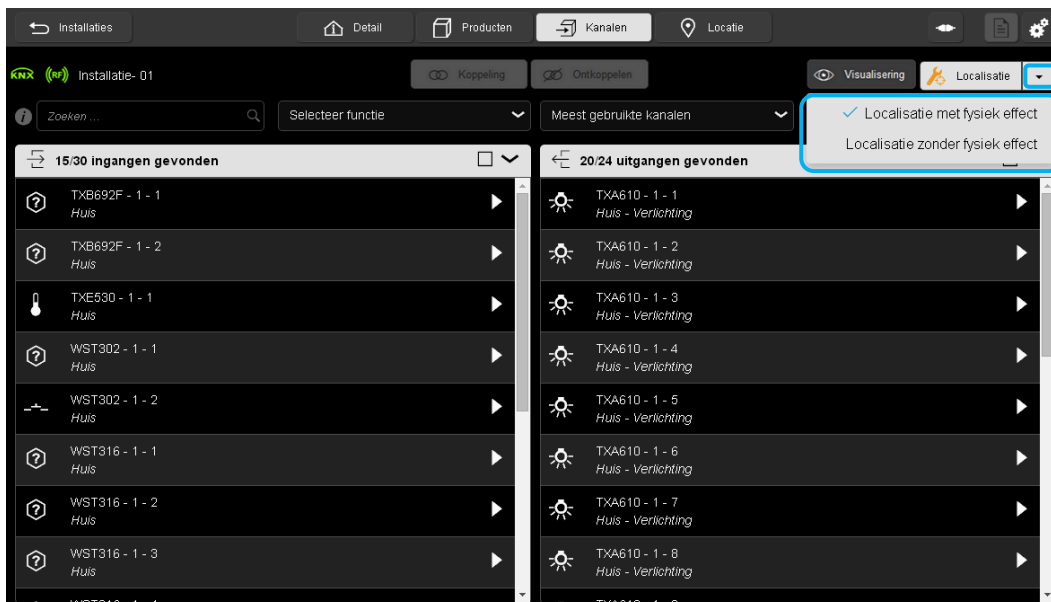 Installaties
Detail
Producten
Kanalen
Locatie
KNX ((RF)) Installatie- 01
Koppeling
Ontkoppelen
Visualisering
Localisatie
i
Zoeken ...
Selecteer functie
Meest gebruikte kanalen
Localisatie met fysiek effect
Localisatie zonder fysiek effect
15/30 ingangen gevonden
TXB692F - 1 - 1
Huis
TXB692F - 1 - 2
Huis
TXE530 - 1 - 1
Huis
WST302 - 1 - 1
Huis
WST302 - 1 - 2
Huis
WST316 - 1 - 1
Huis
WST316 - 1 - 2
Huis
WST316 - 1 - 3
Huis
20/24 uitgangen gevonden
TXA610 - 1 - 1
Huis - Verlichting
TXA610 - 1 - 2
Huis - Verlichting
TXA610 - 1 - 3
Huis - Verlichting
TXA610 - 1 - 4
Huis - Verlichting
TXA610 - 1 - 5
Huis - Verlichting
TXA610 - 1 - 6
Huis - Verlichting
TXA610 - 1 - 7
Huis - Verlichting
TXA610 - 1 - 8
Huis - Verlichting